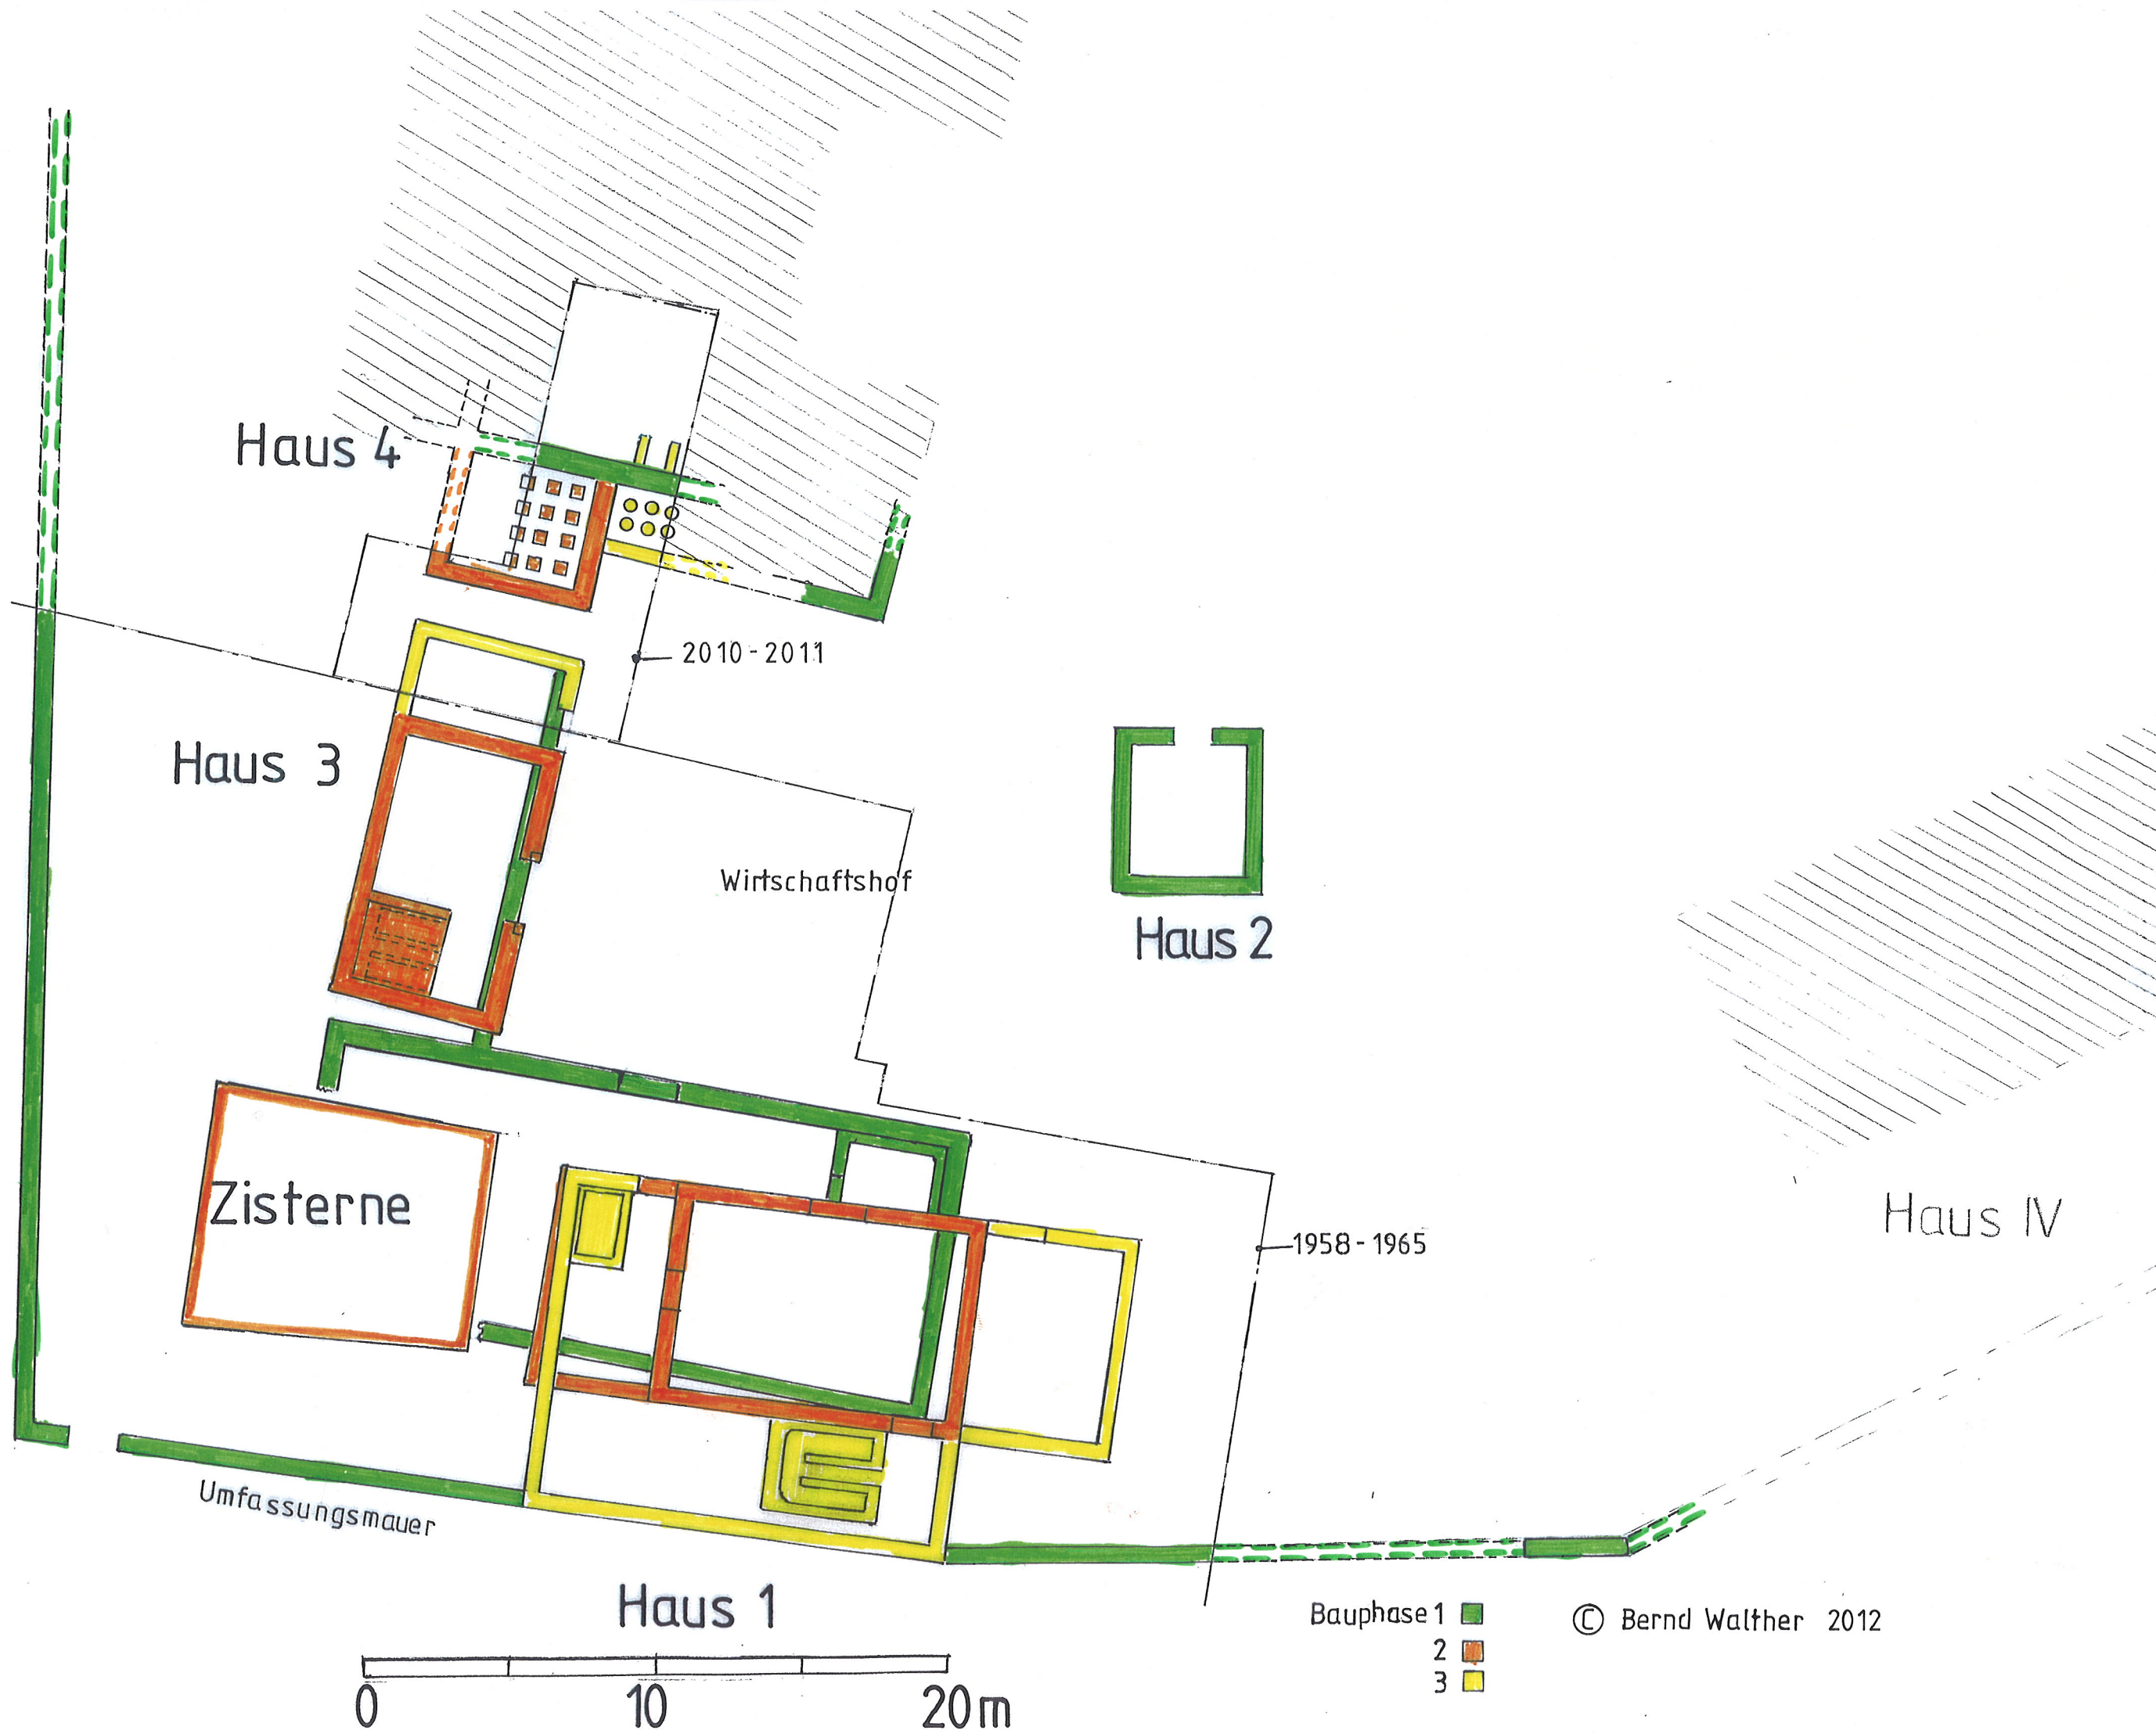 Haus 4
2010-2011
Haus 3
Wirtschaftshof
Haus 2
Zisterne
Haus IV
1958-1965
Umfassungsmauer
Haus 1
Bauphase 1
2
3
© Bernd Walther 2012
0 10 20m